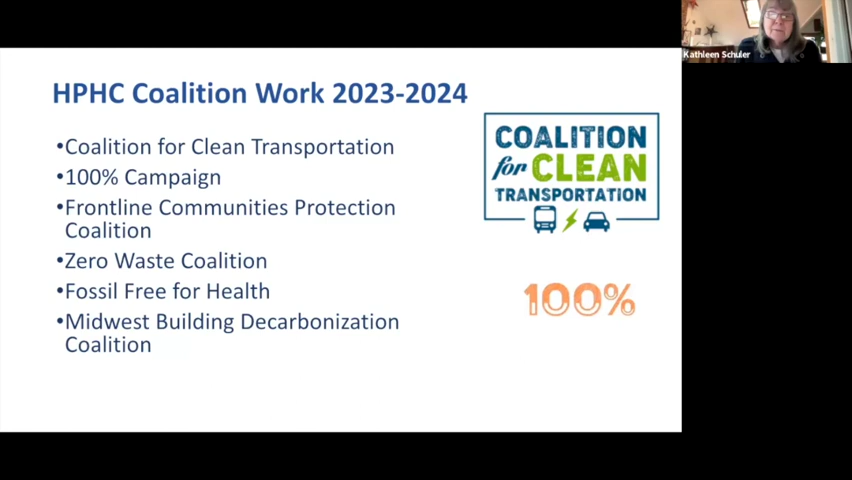 HPHC Coalition Work 2023-2024
•Coalition for Clean Transportation
•100% Campaign
•Frontline Communities Protection
Coalition
•Zero Waste Coalition
•Fossil Free for Health
•Midwest Building Decarbonization
Coalition
COALITION
for CLEAN
TRANSPORTATION
100%
Kathleen Schuler